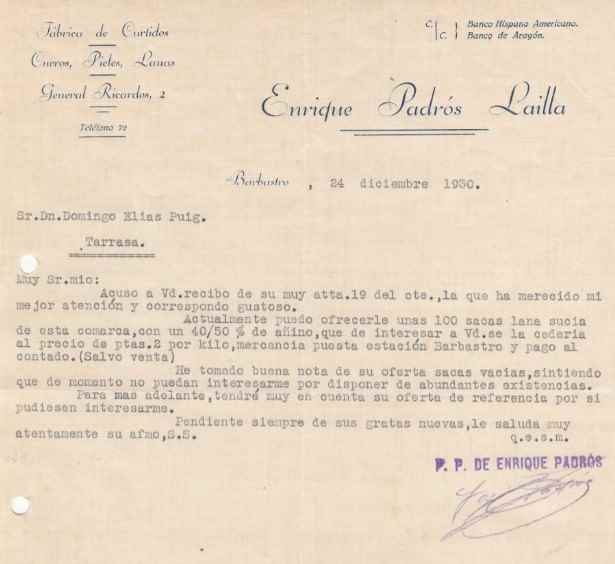 Fábrica de Curtidos
Cueros, Pieles, Lanas
General Ricardos, 2
Teléfono 72
C. C. Banco Hispano Americano.
Banco de Aragón.
Enrique Padrós Lailla
Barbastro, 24 diciembre 1930.
Sr.Dn.Domingo Elias Puig.
Tarrasa.
Muy Sr.mio:
Acuso a Vd.recibo de su muy atta.19 del cte.,la que ha merecido mi
mejor atención y correspondo gustoso.
Actualmente puedo ofrecerle unas 100 sacas lana sucia
de esta comarca,con un 40/50 % de añino,que de interesar a Vd.se la cederia
al precio de ptas.2 por kilo,mercancia puesta estación Barbastro y pago al
contado.(Salvo venta)
He tomado buena nota de su oferta sacas vacias,sintiendo
que de momento no puedan interesarme por disponer de abundantes existencias.
Para mas adelante,tendré muy en cuenta su oferta de referencia por si
pudiesen interesarme.
Pendiente siempre de sus gratas nuevas,le saluda muy
atentamente su afmo,S.S.
q.e.s.m.
P. P. DE ENRIQUE PADRÓS